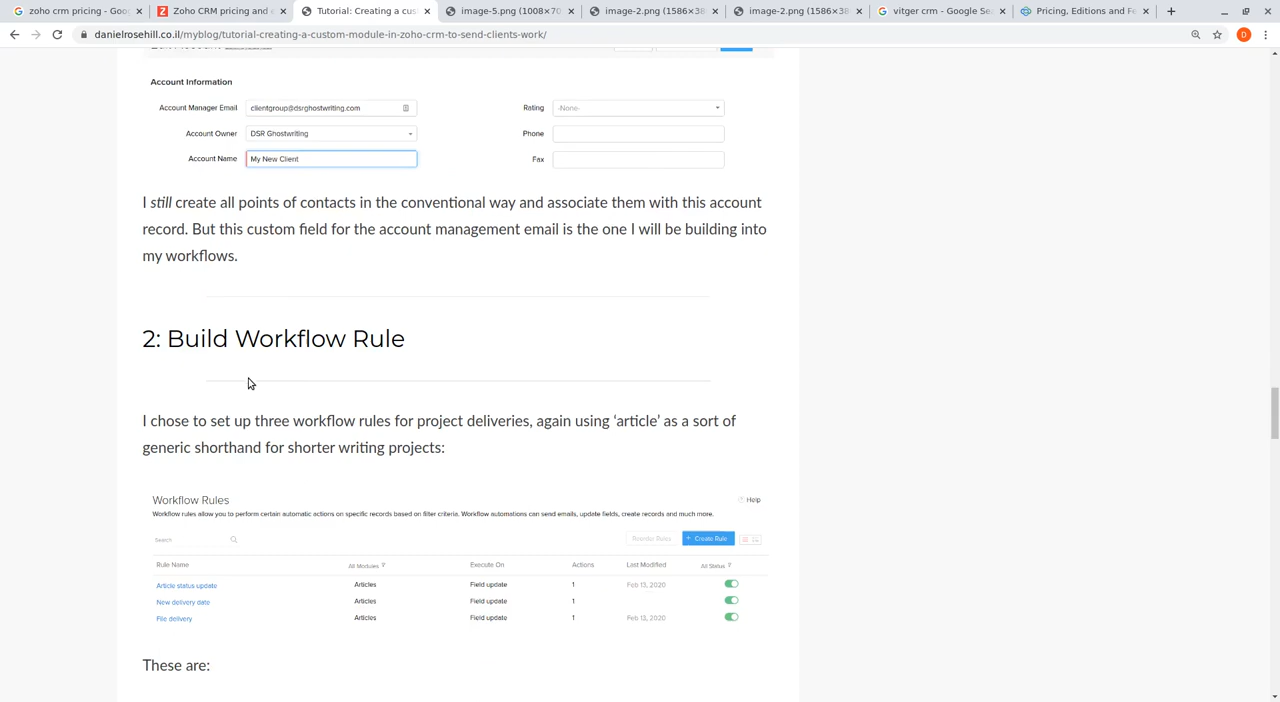 zoho crm pricing - Goog
Zoho CRM pricing and e
Tutorial: Creating a cus
image-5.png (1008×70
image-2.png (1586×38
image-2.png (1586×38
vitger crm - Google Sea
Pricing, Editions and Fe
danielrosehill.co.il/myblog/tutorial-creating-a-custom-module-in-zoho-crm-to-send-clients-work/
D
Account Information
Account Manager Email clientgroup@dsrghostwriting.com Rating -None-
Account Owner DSR Ghostwriting Phone
Account Name My New Client Fax
I still create all points of contacts in the conventional way and associate them with this account
record. But this custom field for the account management email is the one I will be building into
my workflows.
2: Build Workflow Rule
I chose to set up three workflow rules for project deliveries, again using ‘article’ as a sort of
generic shorthand for shorter writing projects:
Workflow Rules Help
Workflow rules allow you to perform certain automatic actions on specific records based on filter criteria. Workflow automations can send emails, update fields, create records and much more.
Search Reorder Rules + Create Rule
Rule Name All Modules Execute On Actions Last Modified All Status
Article status update Articles Field update 1 Feb 13, 2020
New delivery date Articles Field update 1
File delivery Articles Field update 1 Feb 13, 2020
These are: